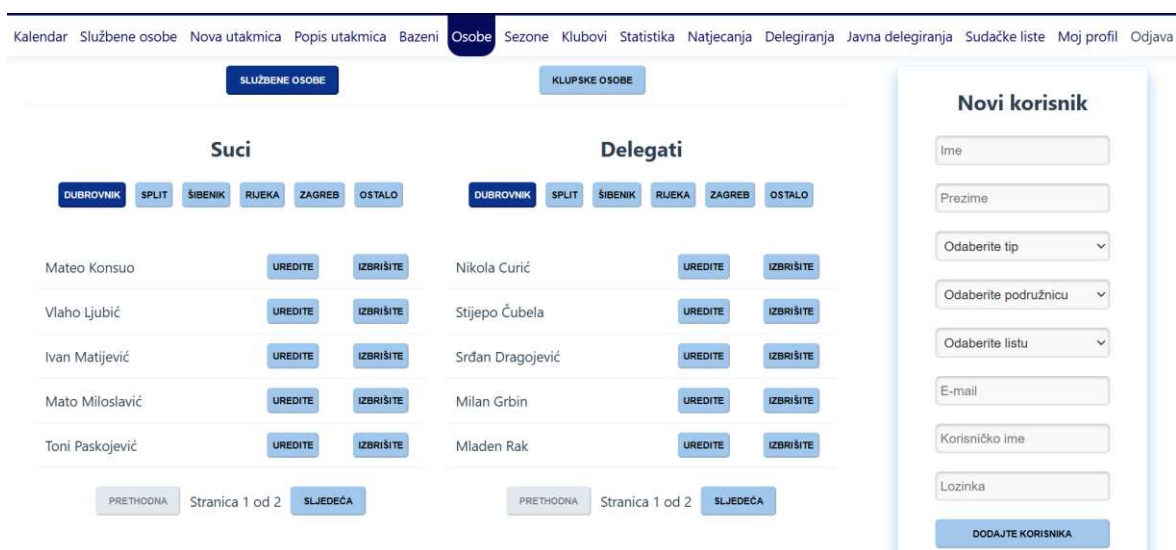 Kalendar Službene osobe Nova utakmica Popis utakmica Bazeni Osobe Sezone Klubovi Statistika Natjecanja Delegiranja Javna delegiranja Sudačke liste Moj profil Odjava
SLUŽBENE OSOBE KLUPSKE OSOBE
Suci
DUBROVNIK SPLIT ŠIBENIK RIJEKA ZAGREB OSTALO
Mateo Konsuo UREDITE IZBRIŠITE
Vlaho Ljubić UREDITE IZBRIŠITE
Ivan Matijević UREDITE IZBRIŠITE
Mato Miloslavić UREDITE IZBRIŠITE
Toni Paskojević UREDITE IZBRIŠITE
PRETHODNA Stranica 1 od 2 SLJEDEĆA
Delegati
DUBROVNIK SPLIT ŠIBENIK RIJEKA ZAGREB OSTALO
Nikola Curić UREDITE IZBRIŠITE
Stijepo Čubela UREDITE IZBRIŠITE
Srđan Dragojević UREDITE IZBRIŠITE
Milan Grbin UREDITE IZBRIŠITE
Mladen Rak UREDITE IZBRIŠITE
PRETHODNA Stranica 1 od 2 SLJEDEĆA
Novi korisnik
Ime
Prezime
Odaberite tip
Odaberite podružnicu
Odaberite listu
E-mail
Korisničko ime
Lozinka
DODAJTE KORISNIKA